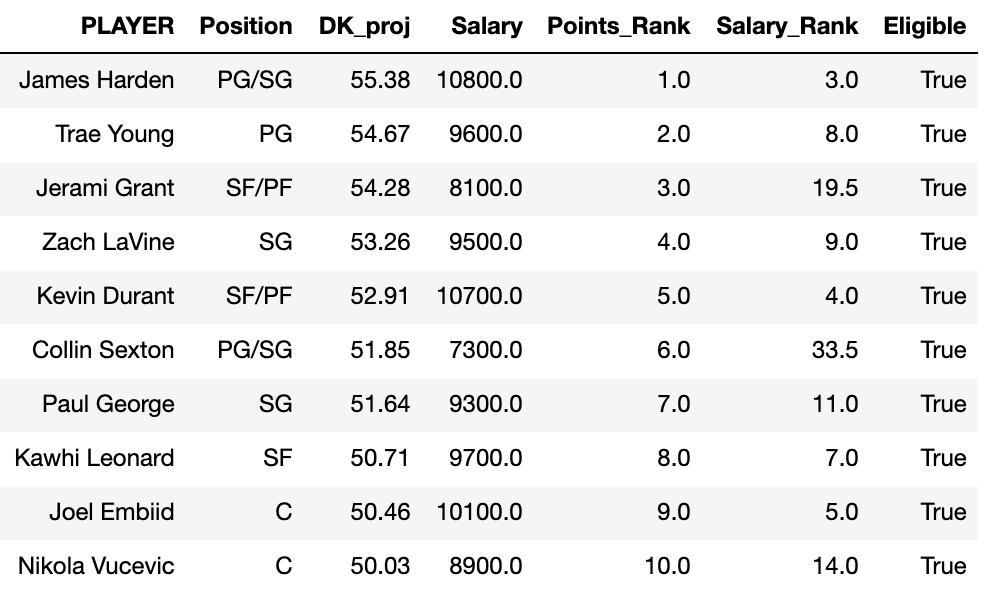 PLAYER Position DK_proj Salary Points_Rank Salary_Rank Eligible
James Harden PG/SG 55.38 10800.0 1.0 3.0 True
Trae Young PG 54.67 9600.0 2.0 8.0 True
Jerami Grant SF/PF 54.28 8100.0 3.0 19.5 True
Zach LaVine SG 53.26 9500.0 4.0 9.0 True
Kevin Durant SF/PF 52.91 10700.0 5.0 4.0 True
Collin Sexton PG/SG 51.85 7300.0 6.0 33.5 True
Paul George SG 51.64 9300.0 7.0 11.0 True
Kawhi Leonard SF 50.71 9700.0 8.0 7.0 True
Joel Embiid C 50.46 10100.0 9.0 5.0 True
Nikola Vucevic C 50.03 8900.0 10.0 14.0 True